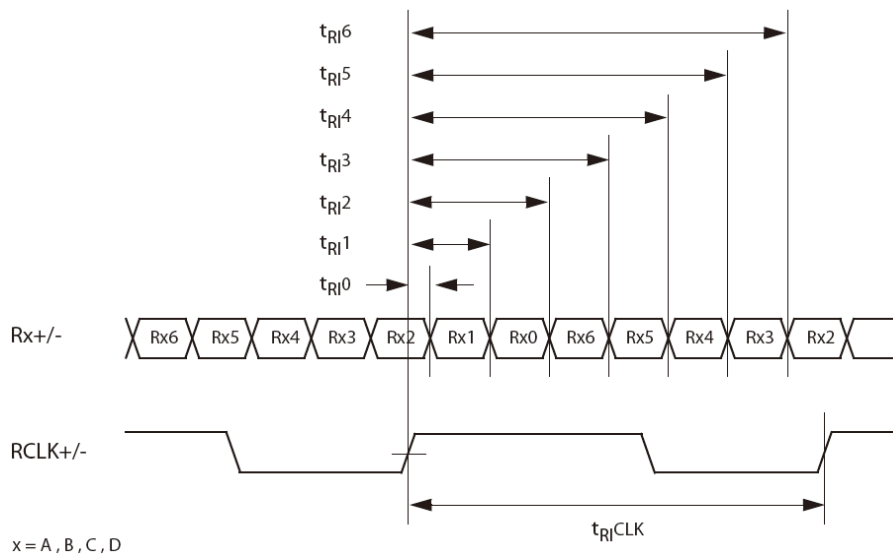 tRI6
tRI5
tRI4
tRI3
tRI2
tRI1
tRI0
Rx+/- Rx6 Rx5 Rx4 Rx3 Rx2 Rx1 Rx0 Rx6 Rx5 Rx4 Rx3 Rx2
RCLK+/-
tRICLK
x = A , B , C , D